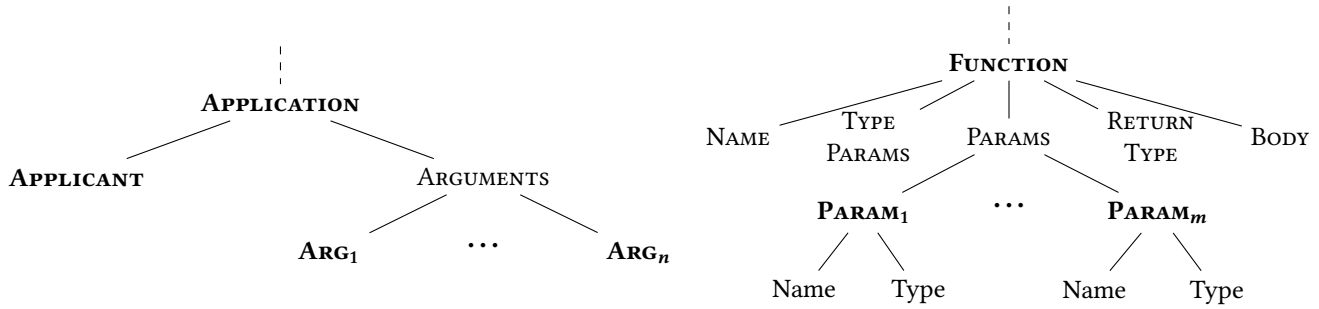 APPLICATION
APPLICANT
ARGUMENTS
ARG1 ... ARGn
FUNCTION
NAME
TYPE
PARAMS
PARAMS
RETURN
TYPE
BODY
PARAM1 ... PARAMm
Name Type Name Type